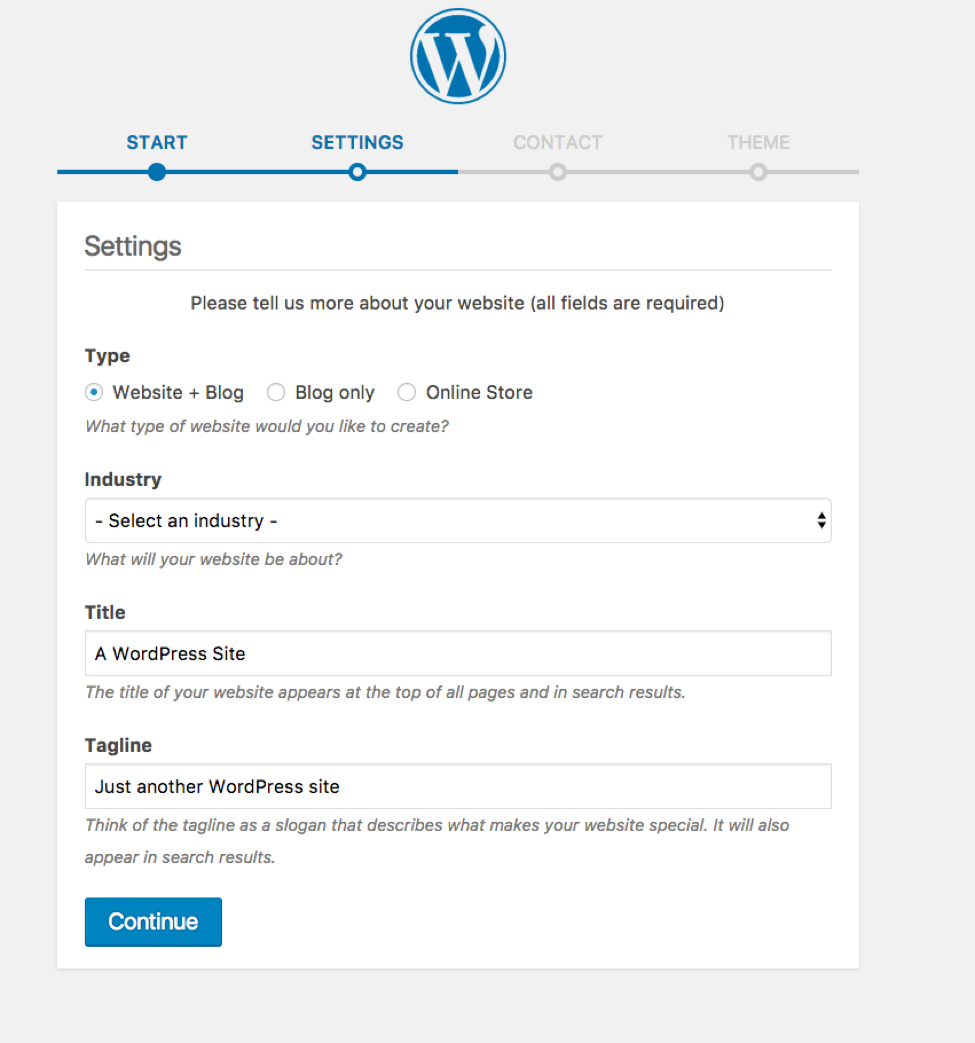 START SETTINGS CONTACT THEME
Settings
Please tell us more about your website (all fields are required)
Type
Website + Blog Blog only Online Store
What type of website would you like to create?
Industry
- Select an industry -
What will your website be about?
Title
A WordPress Site
The title of your website appears at the top of all pages and in search results.
Tagline
Just another WordPress site
Think of the tagline as a slogan that describes what makes your website special. It will also
appear in search results.
Continue